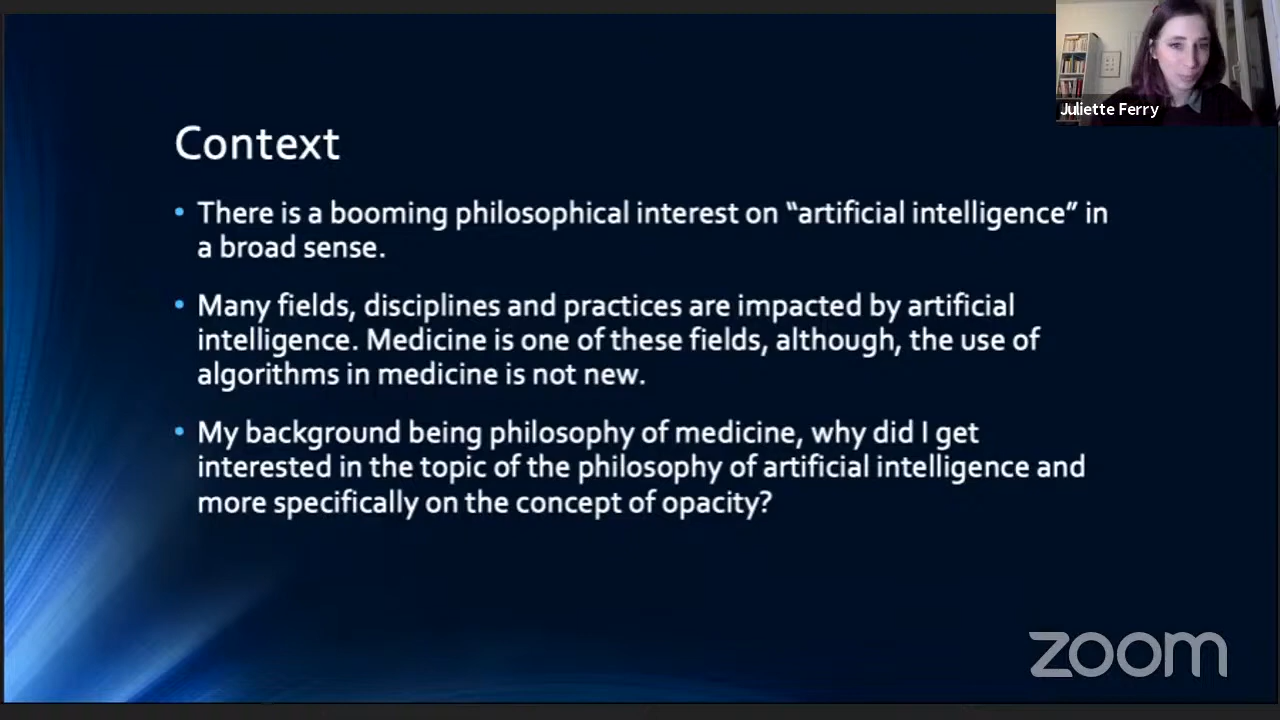 Juliette Ferry
Context
• There is a booming philosophical interest on “artificial intelligence” in
a broad sense.
• Many fields, disciplines and practices are impacted by artificial
intelligence. Medicine is one of these fields, although, the use of
algorithms in medicine is not new.
• My background being philosophy of medicine, why did I get
interested in the topic of the philosophy of artificial intelligence and
more specifically on the concept of opacity?
zoom